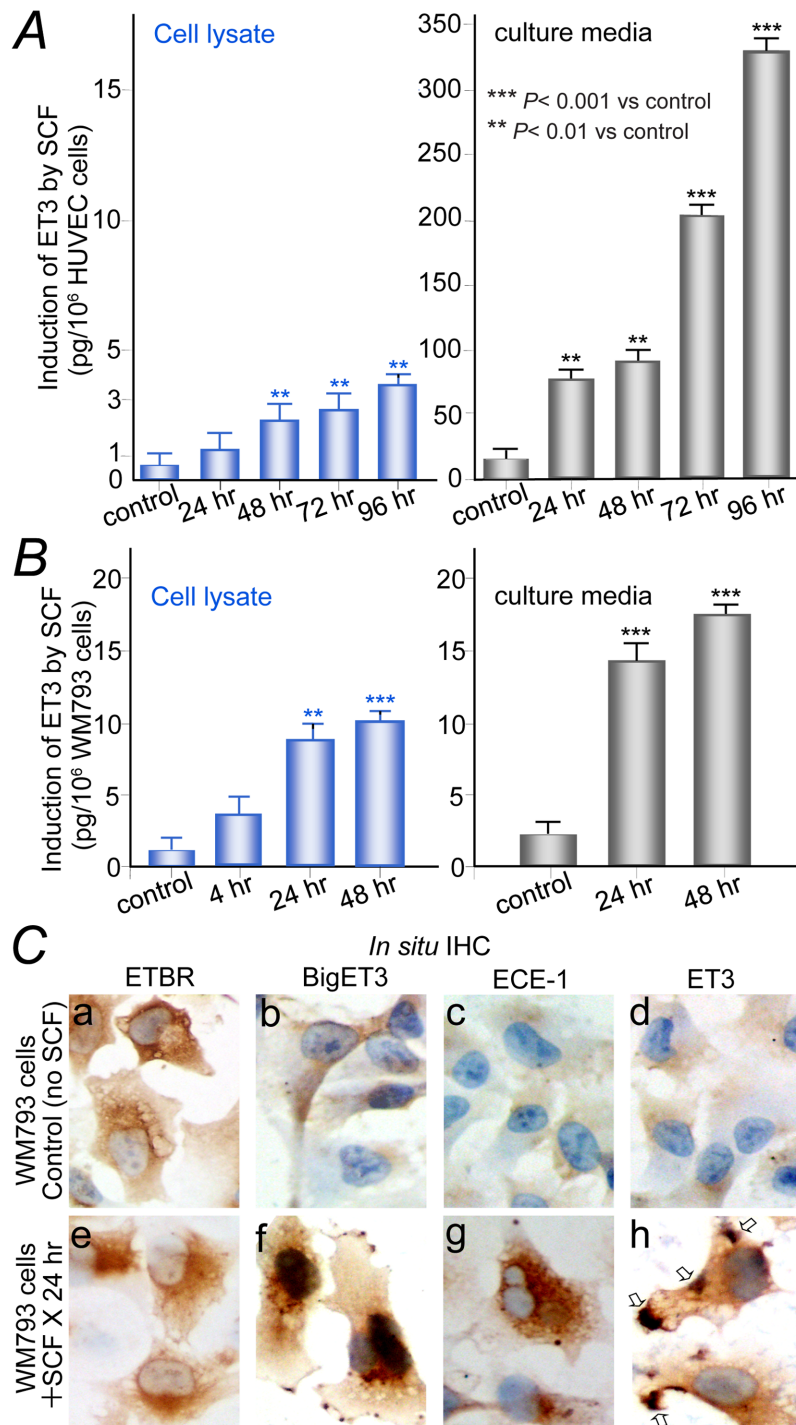 A
Cell lysate
culture media
*** P< 0.001 vs control
** P< 0.01 vs control
Induction of ET3 by SCF
(pg/10⁶ HUVEC cells)
15
10
5
3
1
0
** ** **
control 24 hr 48 hr 72 hr 96 hr
350
300
250
200
150
100
50
0
** ** *** ***
control 24 hr 48 hr 72 hr 96 hr
B
Cell lysate
culture media
Induction of ET3 by SCF
(pg/10⁶ WM793 cells)
20
15
10
5
0
** ***
control 4 hr 24 hr 48 hr
20
15
10
5
0
*** ***
control 24 hr 48 hr
C
In situ IHC
ETBR BigET3 ECE-1 ET3
WM793 cells
Control (no SCF)
a b c d
WM793 cells
+SCF X 24 hr
e f g h